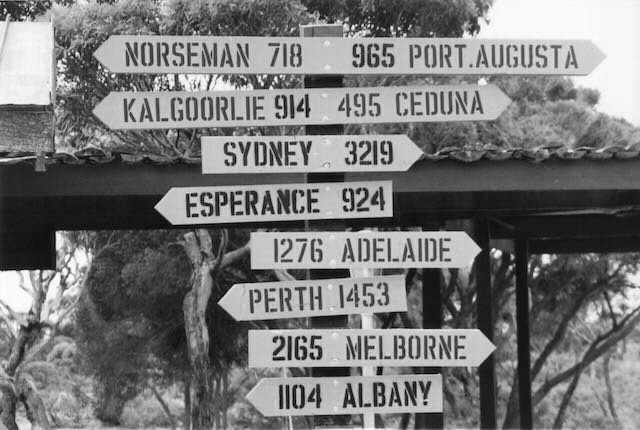 NORSEMAN 718 965 PORT.AUGUSTA
KALGOORLIE 914 495 CEDUNA
SYDNEY 3219
ESPERANCE 924
1276 ADELAIDE
PERTH 1453
2165 MELBORNE
1104 ALBANY